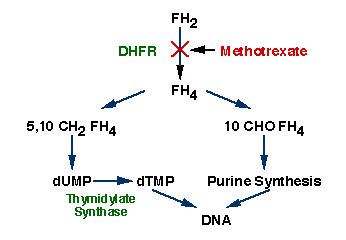 FH2
DHFR
Methotrexate
FH4
5,10 CH2 FH4
10 CHO FH4
dUMP
dTMP
Purine Synthesis
Thymidylate
Synthase
DNA